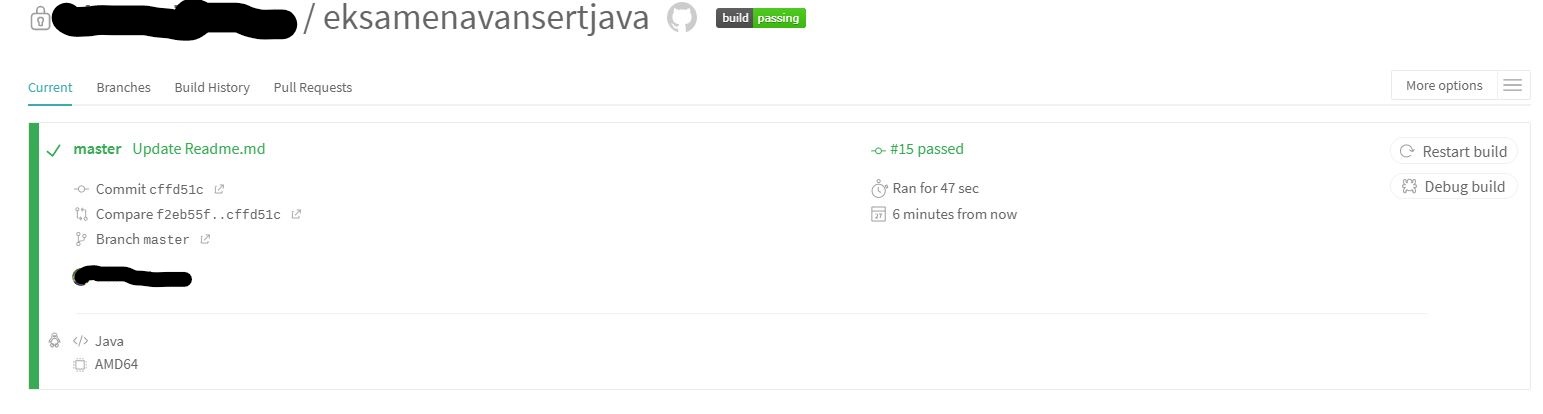 / eksamenavansertjava build passing
Current Branches Build History Pull Requests More options
master Update Readme.md #15 passed Restart build
Commit cffd51c Ran for 47 sec Debug build
Compare f2eb55f..cffd51c 27 6 minutes from now
Branch master
</> Java
AMD64